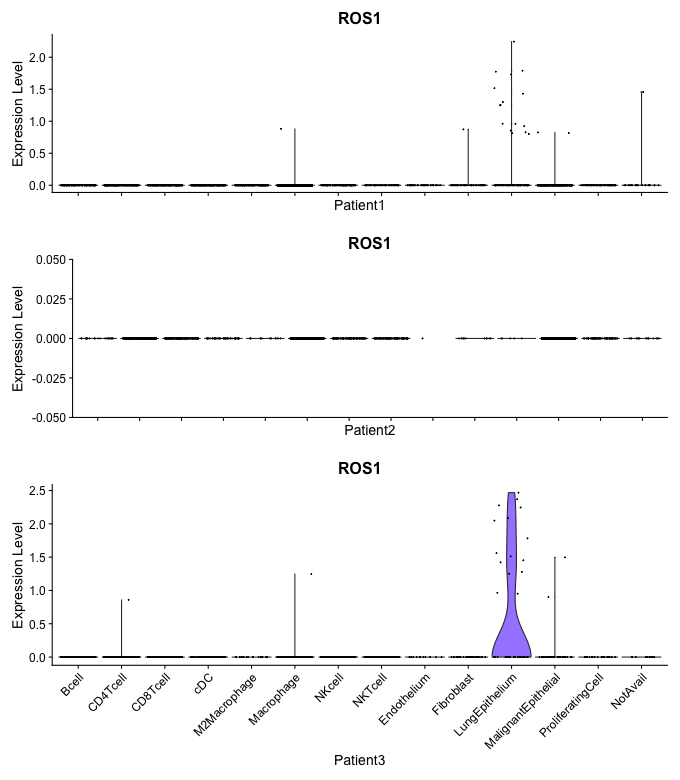 ROS1
Expression Level
2.0
1.5
1.0
0.5
0.0
Patient1
ROS1
Expression Level
0.050
0.025
0.000
-0.025
-0.050
Patient2
ROS1
Expression Level
2.5
2.0
1.5
1.0
0.5
0.0
Bcell
CD4Tcell
CD8Tcell
cDC
M2Macrophage
Macrophage
NKcell
NKTcell
Endothelium
Fibroblast
LungEpithelium
MalignantEpithelial
ProliferatingCell
NotAvail
Patient3